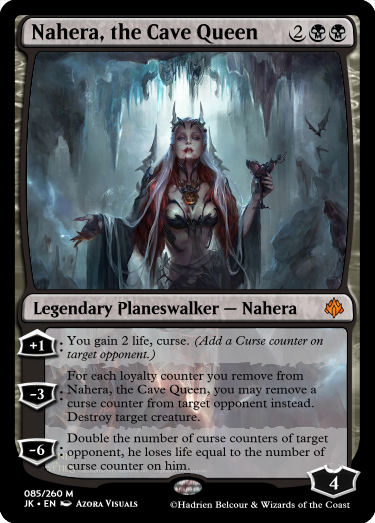 Nahera, the Cave Queen 2
Legendary Planeswalker — Nahera
+1: You gain 2 life, curse. (Add a Curse counter on
target opponent.)
For each loyalty counter you remove from
-3: Nahera, the Cave Queen, you may remove a
curse counter from target opponent instead.
Destroy target creature.
Double the number of curse counters of target
-6: opponent, he loses life equal to the number of
curse counter on him.
4
085/260 M
JK • EN Azora Visuals
©Hadrien Belcour & Wizards of the Coast